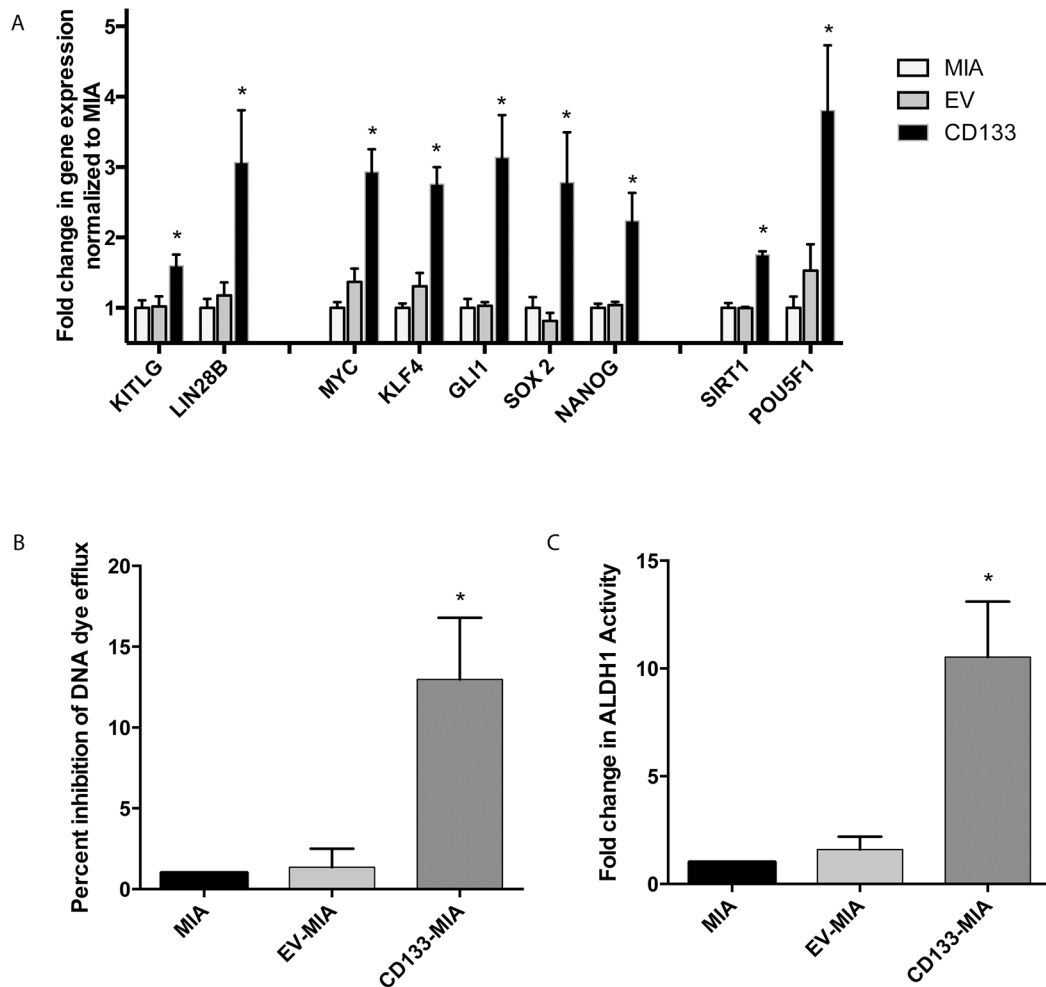 A
Fold change in gene expression
normalized to MIA
5
4
3
2
1
* * * * * * * * *
KITLG LIN28B MYC KLF4 GLI1 SOX 2 NANOG SIRT1 POU5F1
MIA
EV
CD133
B
Percent inhibition of DNA dye efflux
20
15
10
5
0
*
MIA EV-MIA CD133-MIA
C
Fold change in ALDH1 Activity
15
10
5
0
*
MIA EV-MIA CD133-MIA